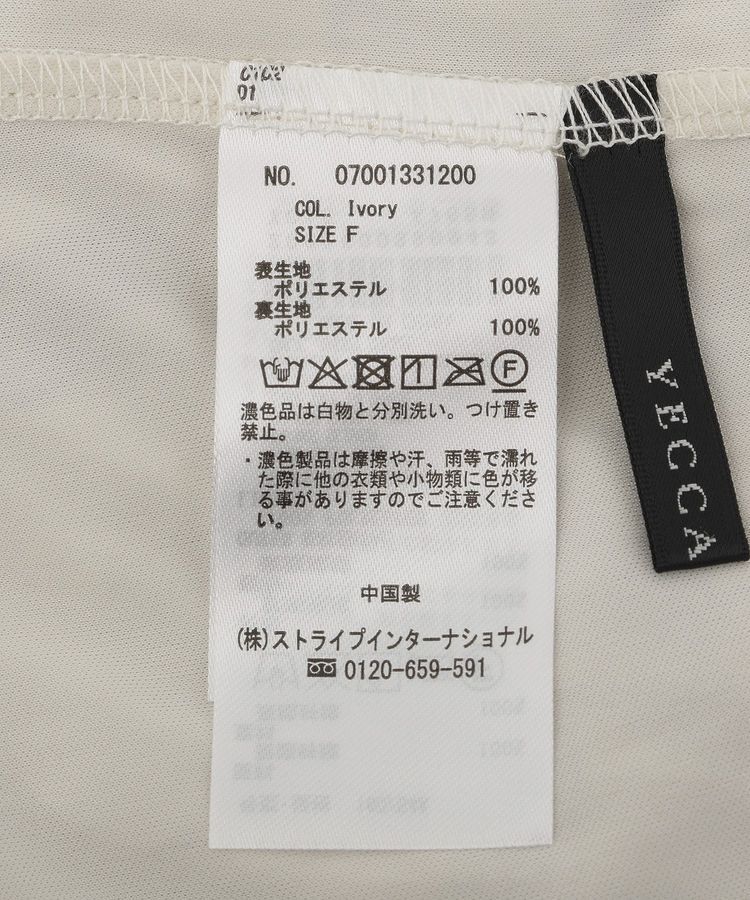 01
NO. 07001331200
COL. Ivory
SIZE F
表生地
ポリエステル 100%
裏生地
ポリエステル 100%
F
濃色品は白物と分別洗い。つけ置き
禁止。
・濃色製品は摩擦や汗、雨等で濡れ
た際に他の衣類や小物類に色が移
る事がありますのでご注意くださ
い。
中国製
(株)ストライプインターナショナル
0120-659-591
YECCA